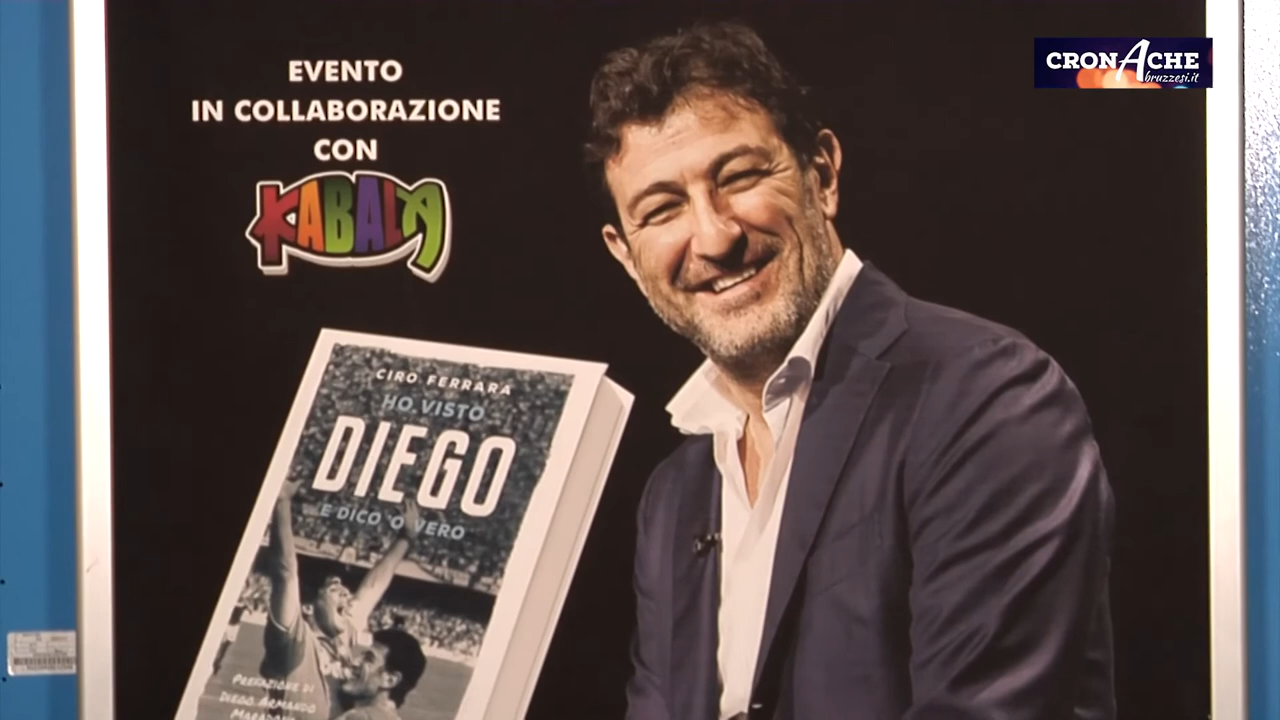 EVENTO
IN COLLABORAZIONE
CON
KABALA
CRONACHE
bruzzesi.it
CIRO FERRARA
HO VISTO
DIEGO
E DICO 'O VERO
PREFAZIONE DI
DIEGO ARMANDO
MARADONA